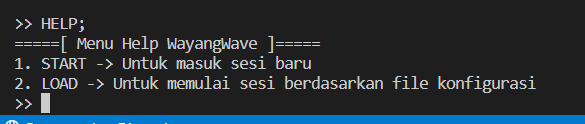 >> HELP;
=====[ Menu Help WayangWave ]=====
1. START -> Untuk masuk sesi baru
2. LOAD -> Untuk memulai sesi berdasarkan file konfigurasi
>>